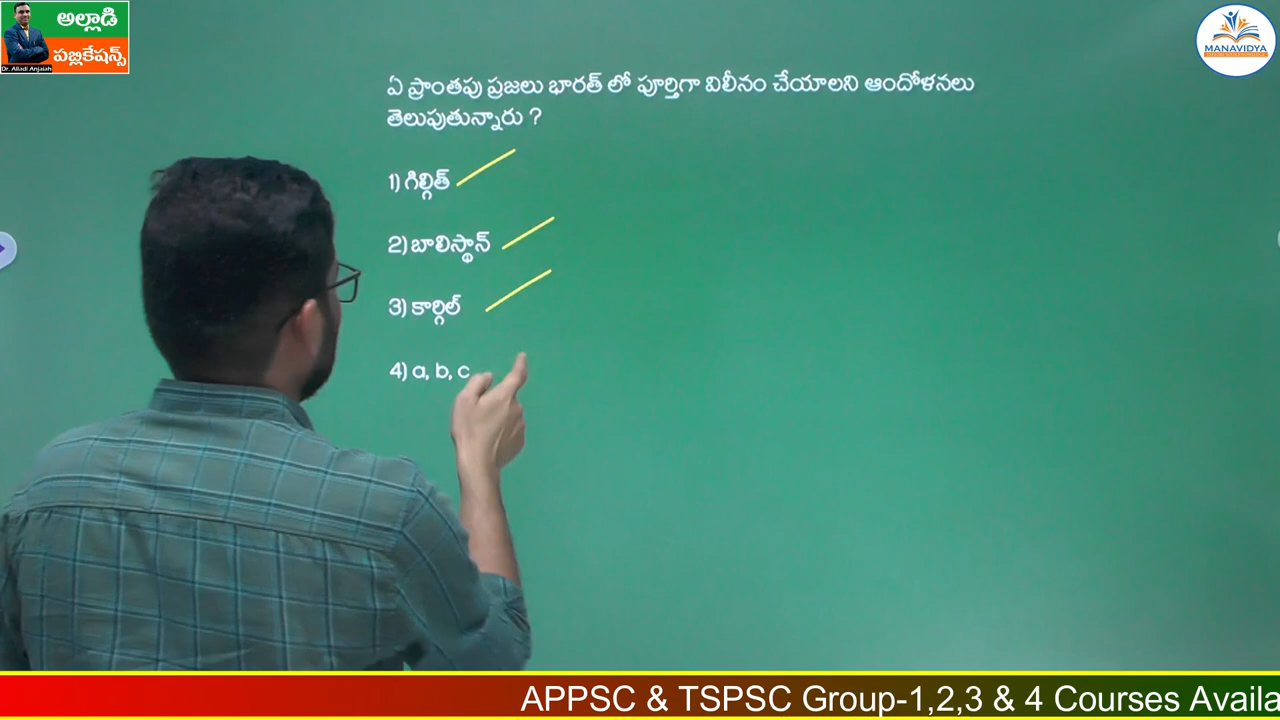 అల్లాడి
పబ్లికేషన్స్
Dr. Alladi Anjaiah
MANAVIDYA
ఏ ప్రాంతపు ప్రజలు భారత్ లో పూర్తిగా విలీనం చేయాలని ఆందోళనలు
తెలుపుతున్నారు ?
1) గిల్గిత్
2) బాలిస్థాన్
3) కార్గిల్
4) a, b, c
APPSC & TSPSC Group-1,2,3 & 4 Courses Availa